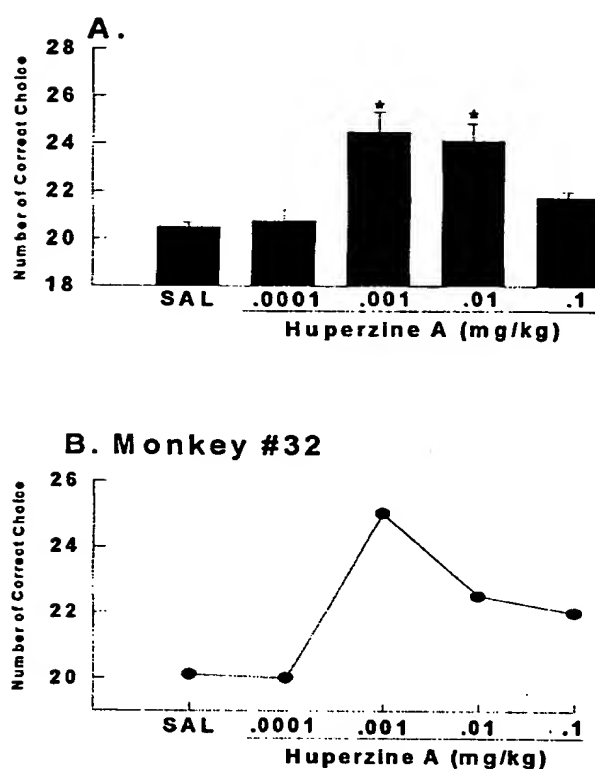 A.
Number of Correct Choice
28
26
24
22
20
18
* *
SAL .0001 .001 .01 .1
Huperzine A (mg/kg)
B. Monkey #32
Number of Correct Choice
26
24
22
20
SAL .0001 .001 .01 .1
Huperzine A (mg/kg)